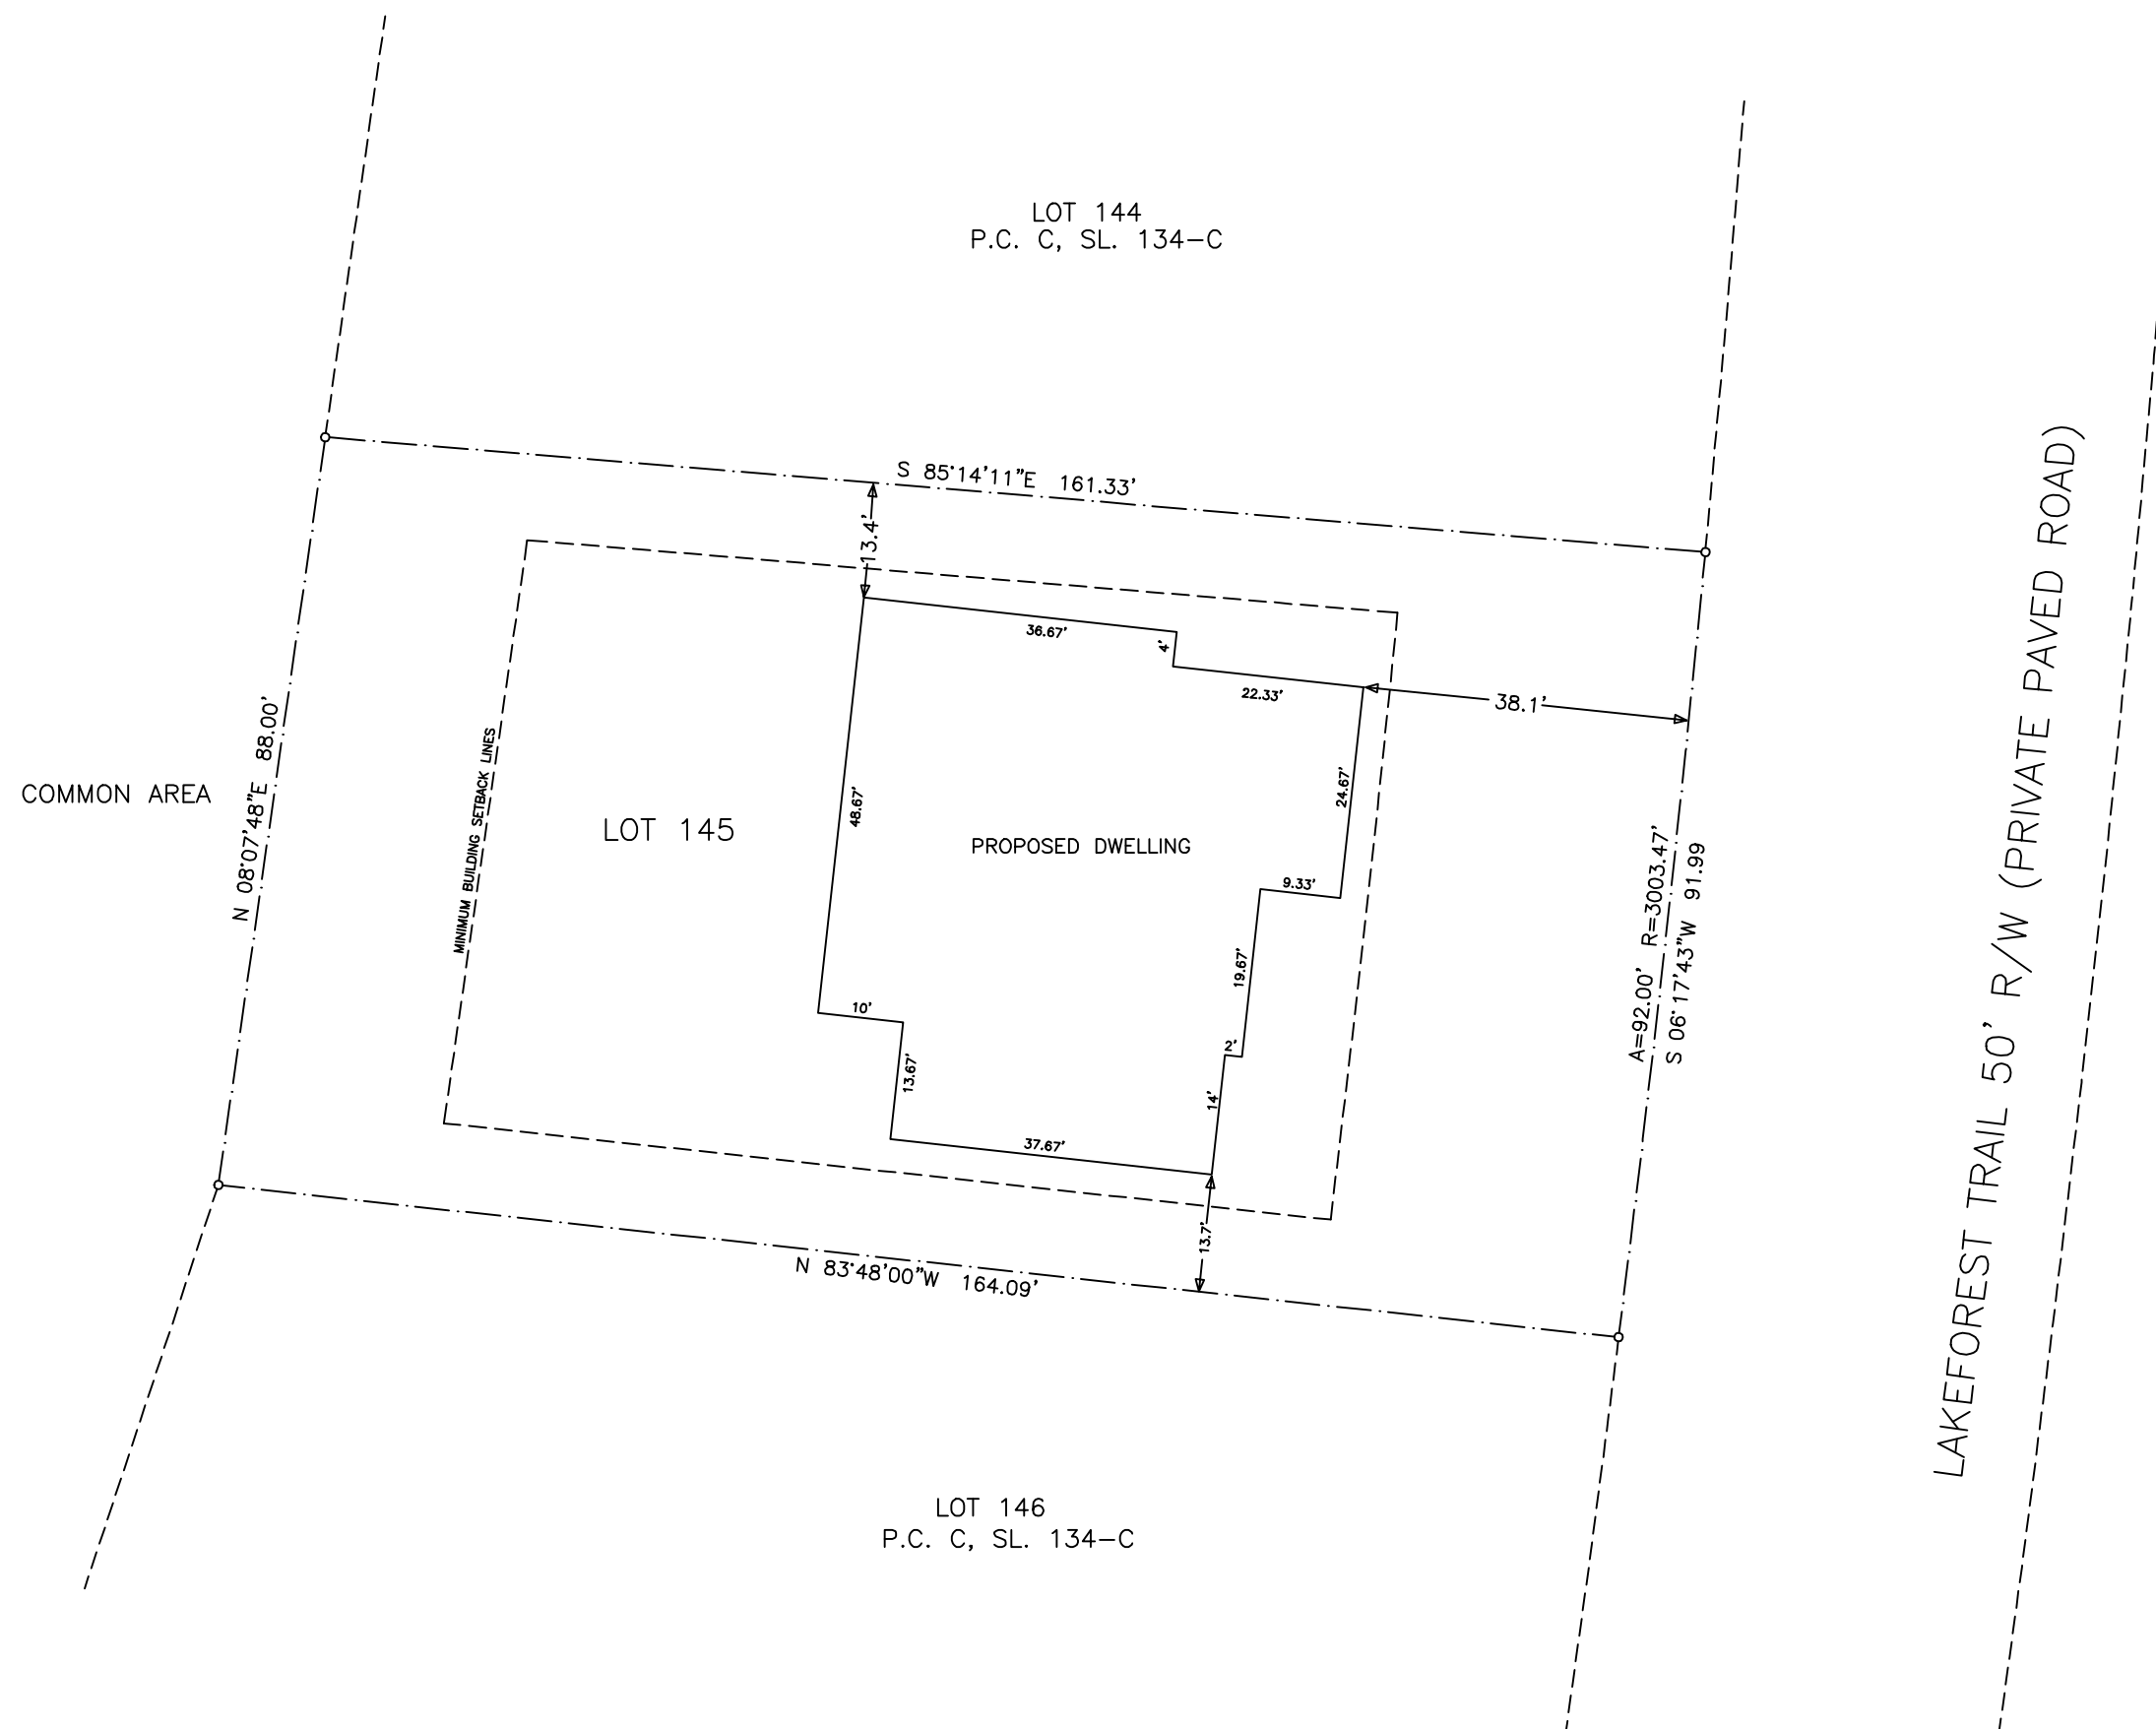 LOT 144
P.C. C, SL. 134-C
S 85°14'11"E 161.33'
13.4'
36.67'
4'
22.33'
38.1'
N 08°07'48"E 88.00'
COMMON AREA
MINIMUM BUILDING SETBACK LINES
LOT 145
48.67'
PROPOSED DWELLING
24.67'
9.33'
19.67'
2'
14'
10'
13.67'
37.67'
13.7'
A=92.00' R=3003.47'
S 06°17'43"W 91.99
LAKEFOREST TRAIL 50' R/W (PRIVATE PAVED ROAD)
N 83°48'00"W 164.09'
LOT 146
P.C. C, SL. 134-C